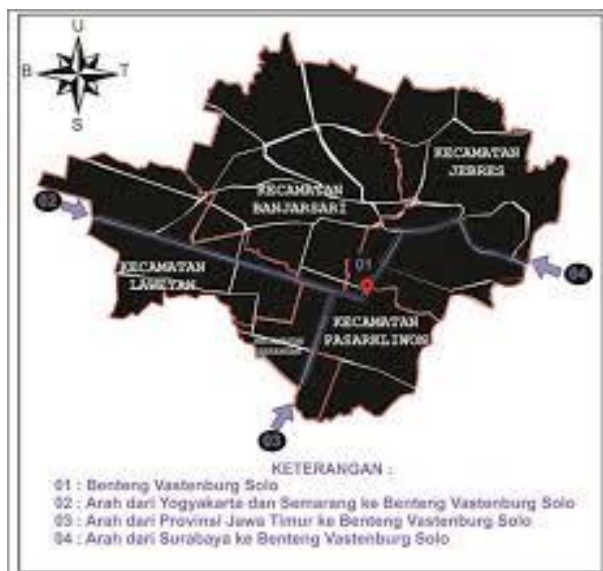 U
B T
S
KECAMATAN
JEBRES
KECAMATAN
BANJARSARI
02
01
04
KECAMATAN
LAWEYAN
KECAMATAN
PASARKLIWON
03
KETERANGAN :
01 : Benteng Vastenburg Solo
02 : Arah dari Yogyakarta dan Semarang ke Benteng Vastenburg Solo
03 : Arah dari Provinsi Jawa Timur ke Benteng Vastenburg Solo
04 : Arah dari Surabaya ke Benteng Vastenburg Solo